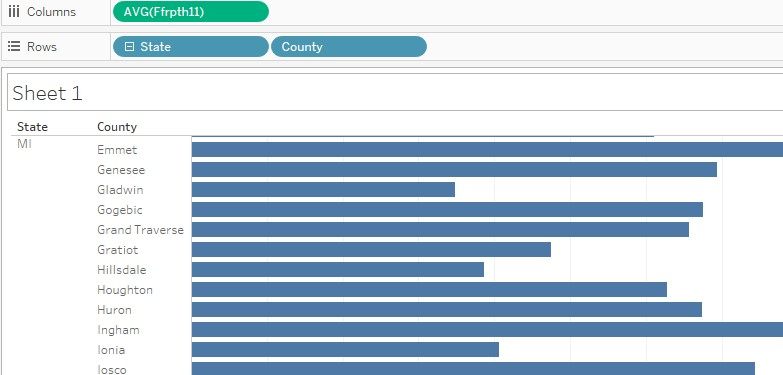 Columns AVG(Ffrpth11)
Rows State County
Sheet 1
State County
MI
Emmet
Genesee
Gladwin
Gogebic
Grand Traverse
Gratiot
Hillsdale
Houghton
Huron
Ingham
Ionia
Iosco